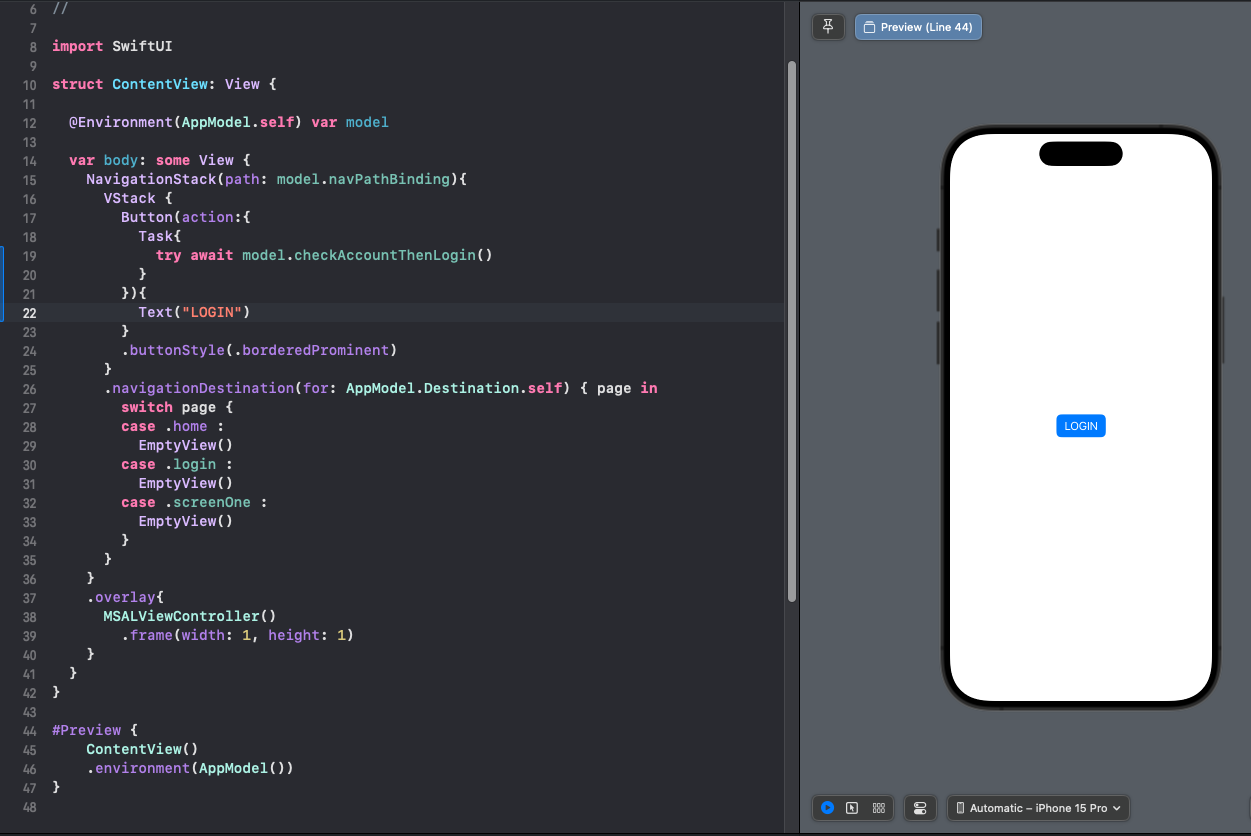 6 //
7
8 import SwiftUI
9
10 struct ContentView: View {
11
12 @Environment(AppModel.self) var model
13
14 var body: some View {
15 NavigationStack(path: model.navPathBinding){
16 VStack {
17 Button(action:{
18 Task{
19 try await model.checkAccountThenLogin()
20 }
21 }){
22 Text("LOGIN")
23 }
24 .buttonStyle(.borderedProminent)
25 }
26 .navigationDestination(for: AppModel.Destination.self) { page in
27 switch page {
28 case .home :
29 EmptyView()
30 case .login :
31 EmptyView()
32 case .screenOne :
33 EmptyView()
34 }
35 }
36 }
37 .overlay{
38 MSALViewController()
39 .frame(width: 1, height: 1)
40 }
41 }
42 }
43
44 #Preview {
45 ContentView()
46 .environment(AppModel())
47 }
48
Preview (Line 44)
LOGIN
Automatic – iPhone 15 Pro